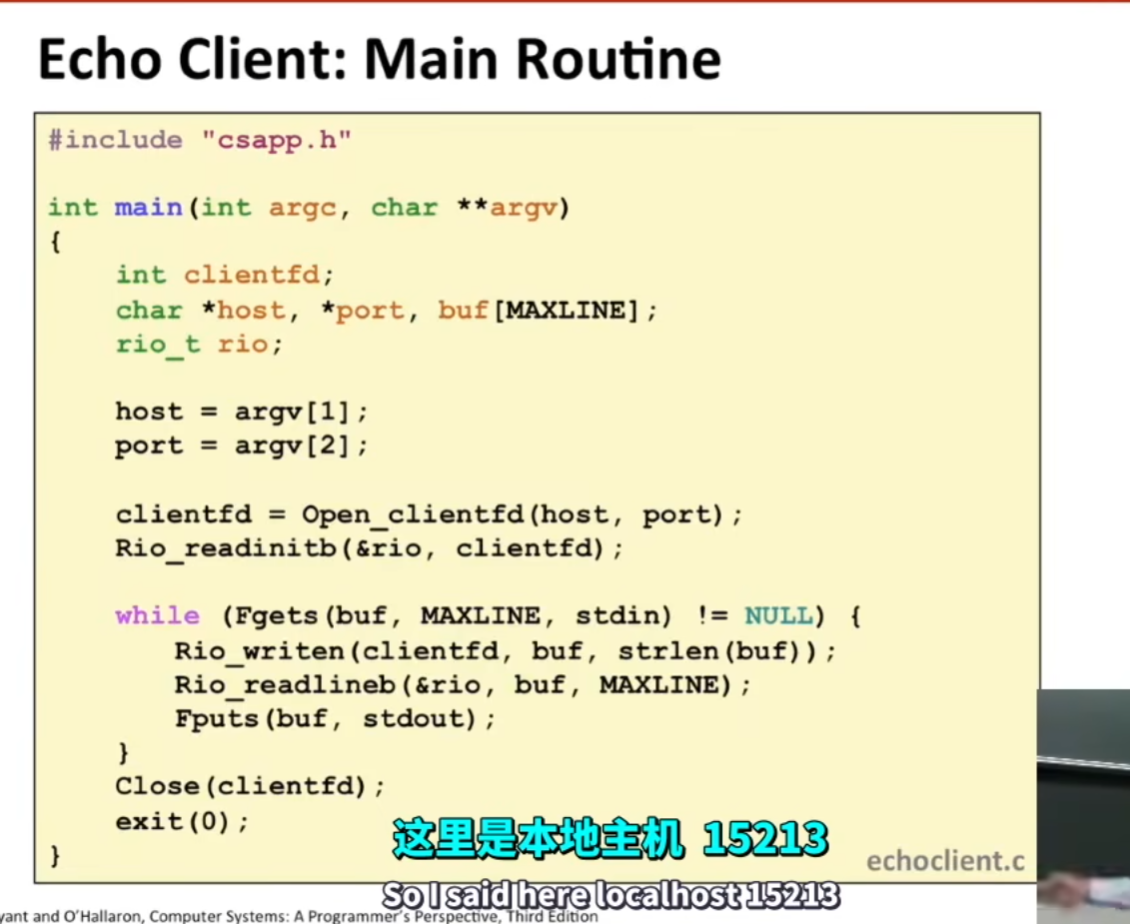 Echo Client: Main Routine
#include "csapp.h"
int main(int argc, char **argv)
{
int clientfd;
char *host, *port, buf[MAXLINE];
rio_t rio;
host = argv[1];
port = argv[2];
clientfd = Open_clientfd(host, port);
Rio_readinitb(&rio, clientfd);
while (Fgets(buf, MAXLINE, stdin) != NULL) {
Rio_writen(clientfd, buf, strlen(buf));
Rio_readlineb(&rio, buf, MAXLINE);
Fputs(buf, stdout);
}
Close(clientfd);
exit(0);
}
echoclient.c
这里是本地主机 15213
So I said here localhost 15213
yant and O'Hallaron, Computer Systems: A Programmer's Perspective, Third Edition